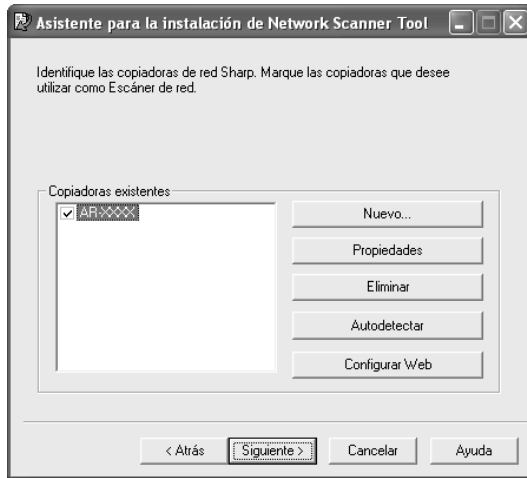 Asistente para la instalación de Network Scanner Tool
Identifique las copiadoras de red Sharp. Marque las copiadoras que desee
utilizar como Escáner de red.
Copiadoras existentes
AR-XXXX
Nuevo...
Propiedades
Eliminar
Autodetectar
Configurar Web
< Atrás
Siguiente >
Cancelar
Ayuda